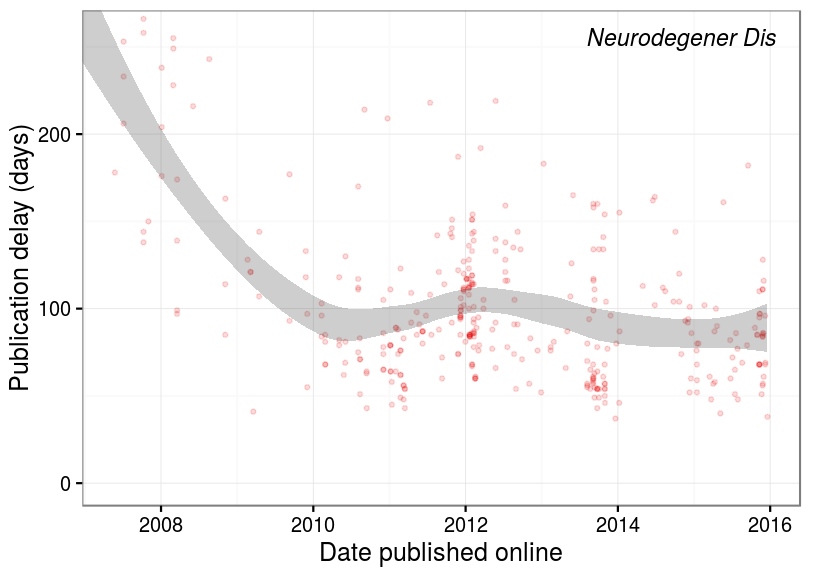 Neurodegener Dis
Publication delay (days)
200
100
0
2008 2010 2012 2014 2016
Date published online